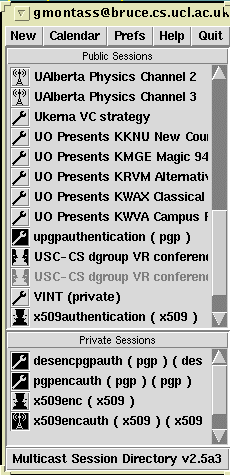 gmontass@bruce.cs.ucl.ac.uk
New Calendar Prefs Help Quit
Public Sessions
UAlberta Physics Channel 2
UAlberta Physics Channel 3
Ukerna VC strategy
UO Presents KKNU New Cou
UO Presents KMGE Magic 94
UO Presents KRVM Alternativ
UO Presents KWAX Classical
UO Presents KWVA Campus F
upgpauthentication ( pgp )
USC-CS dgroup VR conferenc
USC-CS dgroup VR conferenc
VINT (private)
x509authentication ( x509 )
Private Sessions
desencpgpauth ( pgp ) ( des
pgpencauth ( pgp ) ( pgp )
x509enc ( x509 )
x509encauth ( x509 ) ( x509
Multicast Session Directory v2.5a3